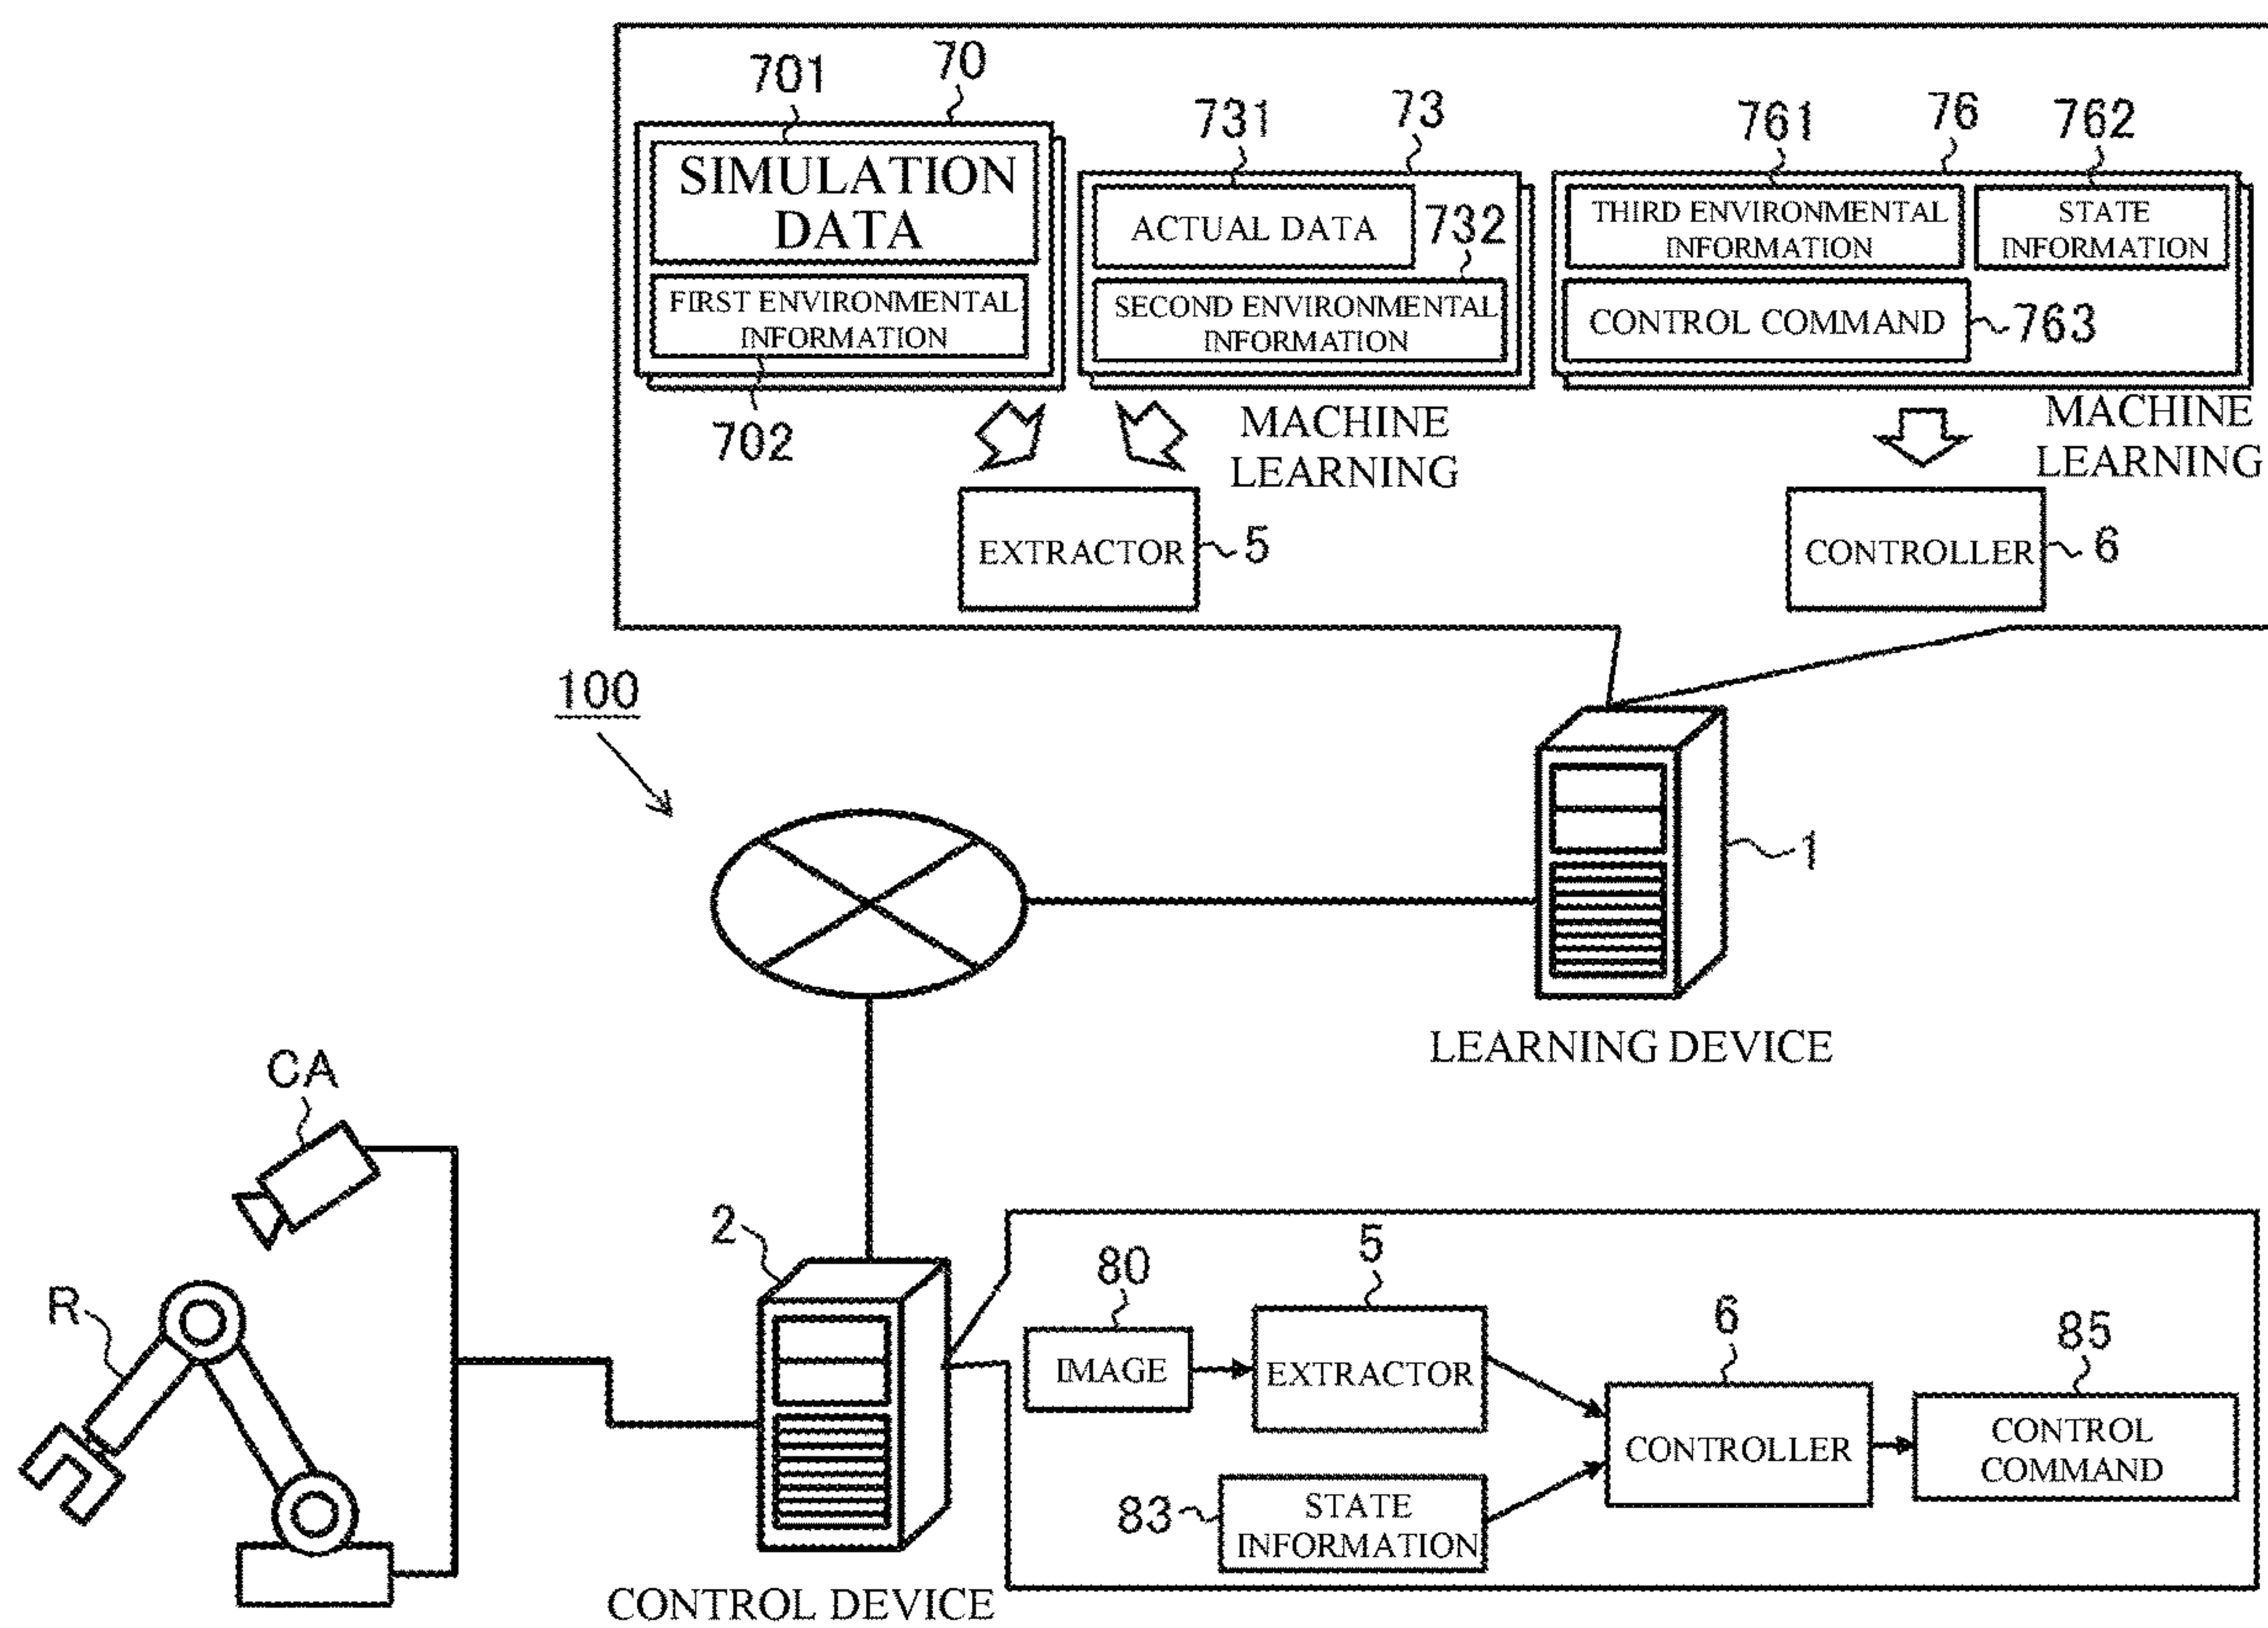 701
70
731
73
761
76
762
SIMULATION
DATA
FIRST ENVIRONMENTAL
INFORMATION
702
ACTUAL DATA
732
SECOND ENVIRONMENTAL
INFORMATION
THIRD ENVIRONMENTAL
INFORMATION
STATE
INFORMATION
CONTROL COMMAND
763
MACHINE
LEARNING
MACHINE
LEARNING
EXTRACTOR
5
CONTROLLER
6
100
1
LEARNING DEVICE
CA
R
2
CONTROL DEVICE
80
IMAGE
5
EXTRACTOR
83
STATE
INFORMATION
6
CONTROLLER
85
CONTROL
COMMAND